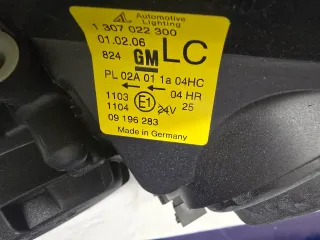 Automotive
Lighting
1 307 022 300
01.02.06 LC
824 GM
PL 02A 01 1a 04HC
1103 04 HR
1104 E1 24V 25
09 196 283
Made in Germany